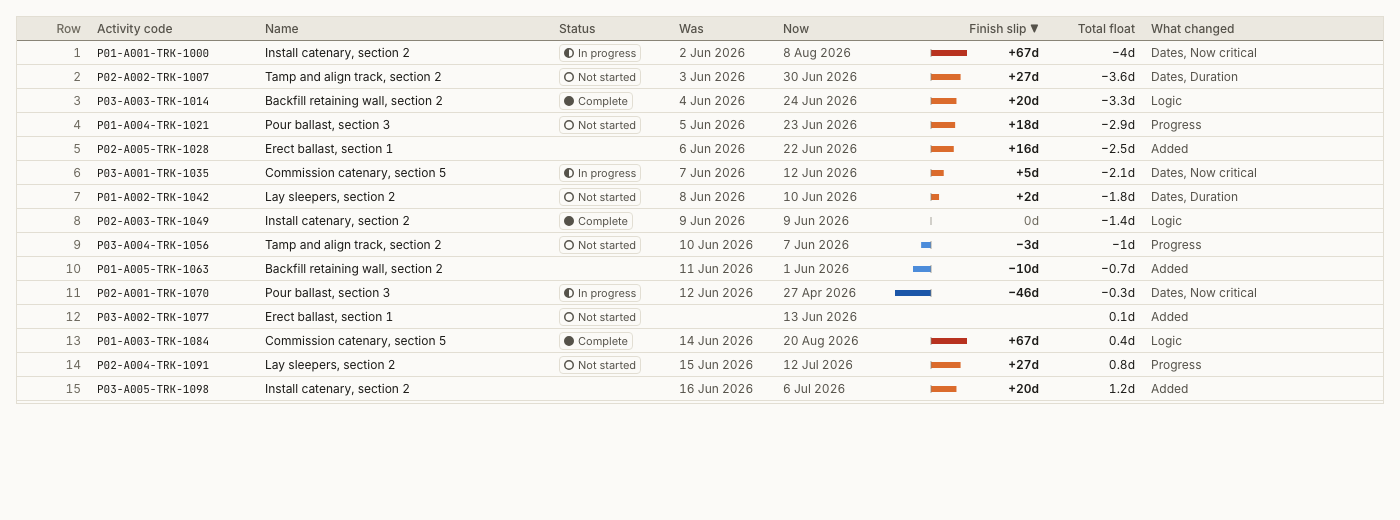 Row Activity code Name Status Was Now Finish slip ▼ Total float What changed
1 P01-A001-TRK-1000 Install catenary, section 2 In progress 2 Jun 2026 8 Aug 2026 +67d −4d Dates, Now critical
2 P02-A002-TRK-1007 Tamp and align track, section 2 Not started 3 Jun 2026 30 Jun 2026 +27d −3.6d Dates, Duration
3 P03-A003-TRK-1014 Backfill retaining wall, section 2 Complete 4 Jun 2026 24 Jun 2026 +20d −3.3d Logic
4 P01-A004-TRK-1021 Pour ballast, section 3 Not started 5 Jun 2026 23 Jun 2026 +18d −2.9d Progress
5 P02-A005-TRK-1028 Erect ballast, section 1 6 Jun 2026 22 Jun 2026 +16d −2.5d Added
6 P03-A001-TRK-1035 Commission catenary, section 5 In progress 7 Jun 2026 12 Jun 2026 +5d −2.1d Dates, Now critical
7 P01-A002-TRK-1042 Lay sleepers, section 2 Not started 8 Jun 2026 10 Jun 2026 +2d −1.8d Dates, Duration
8 P02-A003-TRK-1049 Install catenary, section 2 Complete 9 Jun 2026 9 Jun 2026 0d −1.4d Logic
9 P03-A004-TRK-1056 Tamp and align track, section 2 Not started 10 Jun 2026 7 Jun 2026 −3d −1d Progress
10 P01-A005-TRK-1063 Backfill retaining wall, section 2 11 Jun 2026 1 Jun 2026 −10d −0.7d Added
11 P02-A001-TRK-1070 Pour ballast, section 3 In progress 12 Jun 2026 27 Apr 2026 −46d −0.3d Dates, Now critical
12 P03-A002-TRK-1077 Erect ballast, section 1 Not started 13 Jun 2026 0.1d Added
13 P01-A003-TRK-1084 Commission catenary, section 5 Complete 14 Jun 2026 20 Aug 2026 +67d 0.4d Logic
14 P02-A004-TRK-1091 Lay sleepers, section 2 Not started 15 Jun 2026 12 Jul 2026 +27d 0.8d Progress
15 P03-A005-TRK-1098 Install catenary, section 2 16 Jun 2026 6 Jul 2026 +20d 1.2d Added